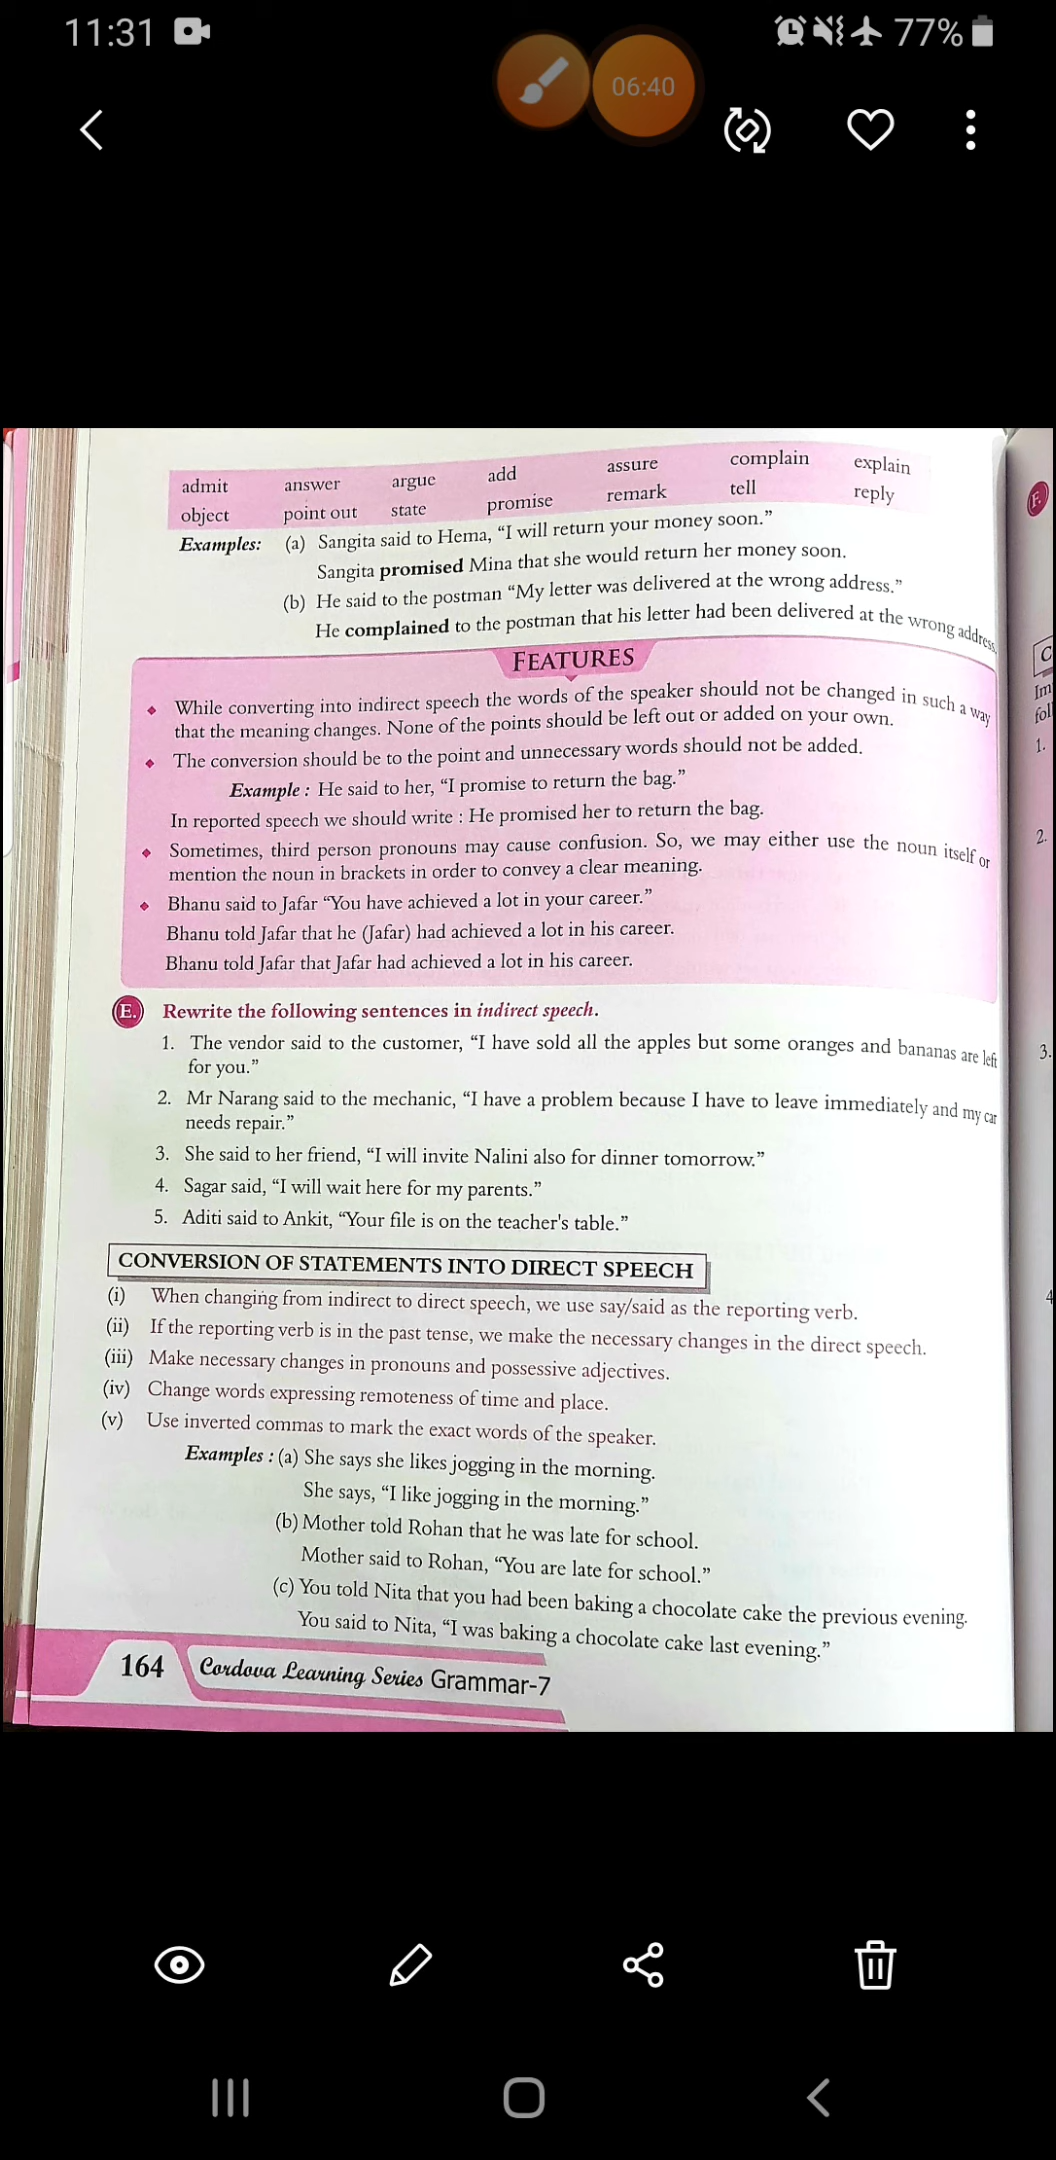 11:31
77%
06:40
admit answer argue add assure complain explain
object point out state promise remark tell reply
Examples: (a) Sangita said to Hema, “I will return your money soon.”
Sangita promised Mina that she would return her money soon.
(b) He said to the postman “My letter was delivered at the wrong address.”
He complained to the postman that his letter had been delivered at the wrong address.
FEATURES
While converting into indirect speech the words of the speaker should not be changed in such a way
that the meaning changes. None of the points should be left out or added on your own.
The conversion should be to the point and unnecessary words should not be added.
Example : He said to her, “I promise to return the bag.”
In reported speech we should write : He promised her to return the bag.
Sometimes, third person pronouns may cause confusion. So, we may either use the noun itself or
mention the noun in brackets in order to convey a clear meaning.
Bhanu said to Jafar “You have achieved a lot in your career.”
Bhanu told Jafar that he (Jafar) had achieved a lot in his career.
Bhanu told Jafar that Jafar had achieved a lot in his career.
E. Rewrite the following sentences in indirect speech.
1. The vendor said to the customer, “I have sold all the apples but some oranges and bananas are left
for you.”
2. Mr Narang said to the mechanic, “I have a problem because I have to leave immediately and my car
needs repair.”
3. She said to her friend, “I will invite Nalini also for dinner tomorrow.”
4. Sagar said, “I will wait here for my parents.”
5. Aditi said to Ankit, “Your file is on the teacher's table.”
CONVERSION OF STATEMENTS INTO DIRECT SPEECH
(i) When changing from indirect to direct speech, we use say/said as the reporting verb.
(ii) If the reporting verb is in the past tense, we make the necessary changes in the direct speech.
(iii) Make necessary changes in pronouns and possessive adjectives.
(iv) Change words expressing remoteness of time and place.
(v) Use inverted commas to mark the exact words of the speaker.
Examples : (a) She says she likes jogging in the morning.
She says, “I like jogging in the morning.”
(b) Mother told Rohan that he was late for school.
Mother said to Rohan, “You are late for school.”
(c) You told Nita that you had been baking a chocolate cake the previous evening.
You said to Nita, “I was baking a chocolate cake last evening.”
164 Cordova Learning Series Grammar-7
F.
C
Im
fol
1.
2.
3.
4